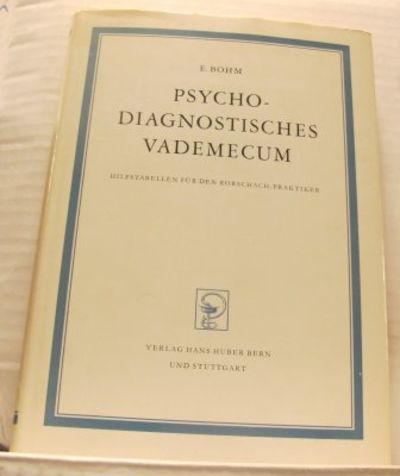 E. BOHM
PSYCHO-
DIAGNOSTISCHES
VADEMECUM
HILFSTABELLEN FÜR DEN RORSCHACH-PRAKTIKER
VERLAG HANS HUBER BERN
UND STUTTGART